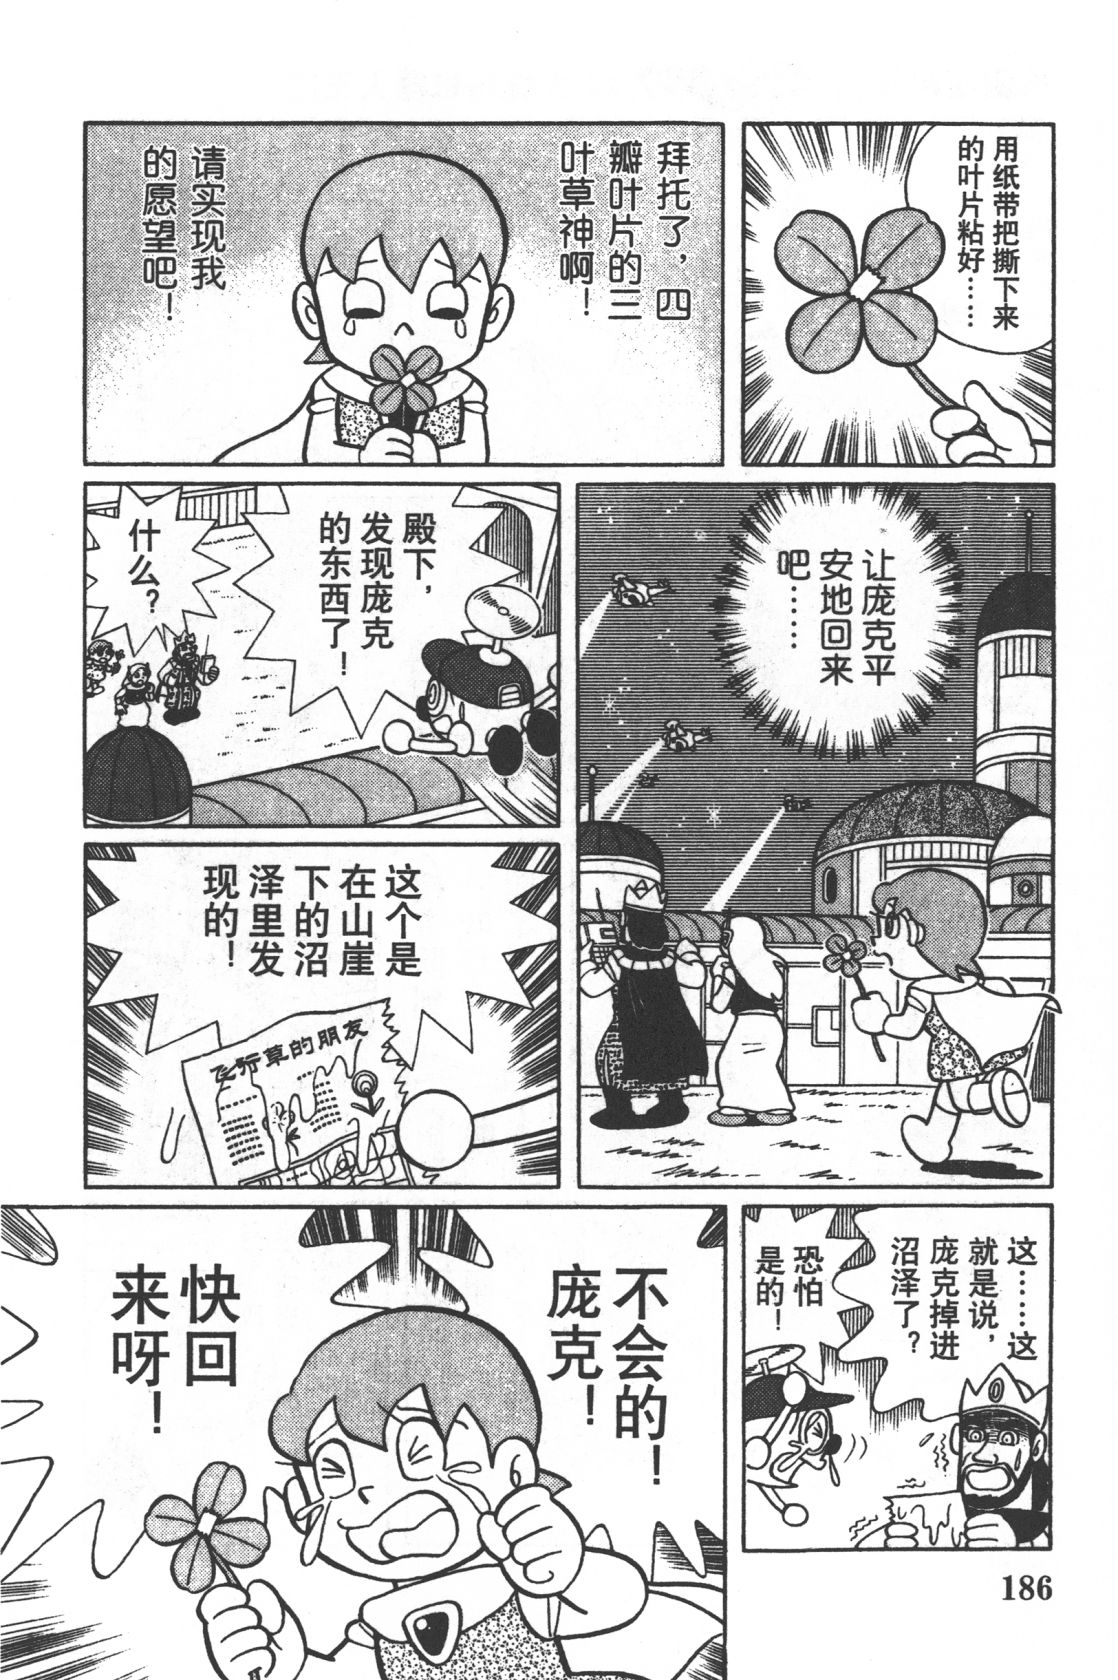 用纸带把撕下来
的叶片粘好……
拜托了，四
瓣叶片的三
叶草神啊！
请实现我
的愿望吧！
让庞克平
安地回来
吧……
殿下，
发现庞克
的东西了！
什么？
这个是
在山崖
下的沼
泽里发
现的！
飞行草的朋友
这……这
就是说，
庞克掉进
沼泽了？
恐怕
是的！
不会的！
庞克！
快回
来呀！
186